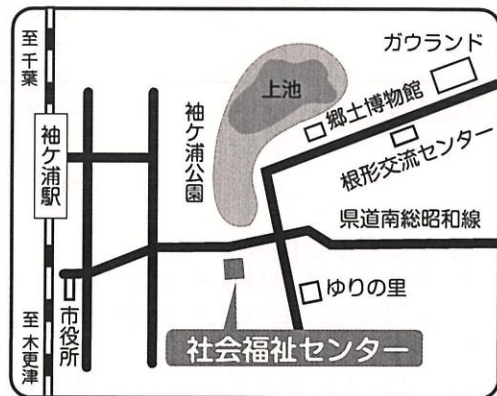 至千葉
袖ケ浦駅
至木更津
市役所
袖ケ浦公園
上池
ガウランド
郷土博物館
根形交流センター
県道南総昭和線
ゆりの里
社会福祉センター